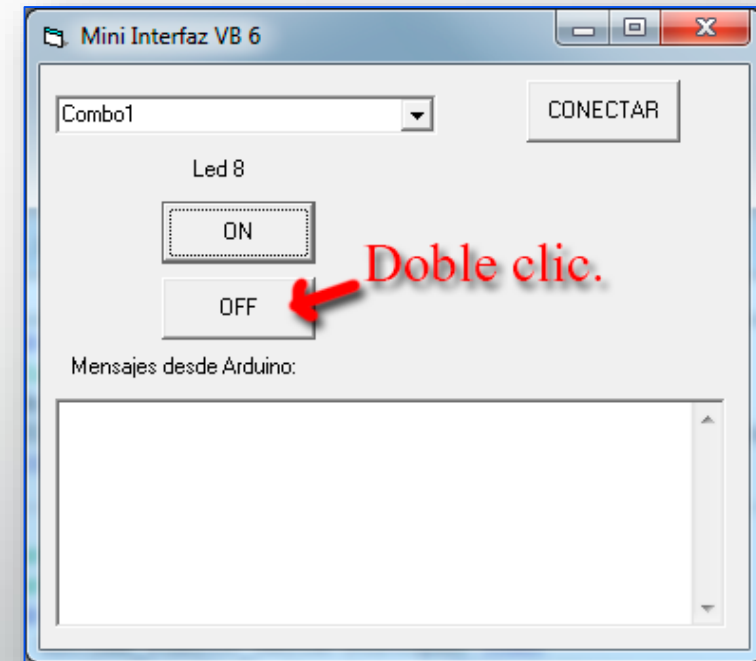 Mini Interfaz VB 6
Combo1
CONECTAR
Led 8
ON
Doble clic.
OFF
Mensajes desde Arduino: